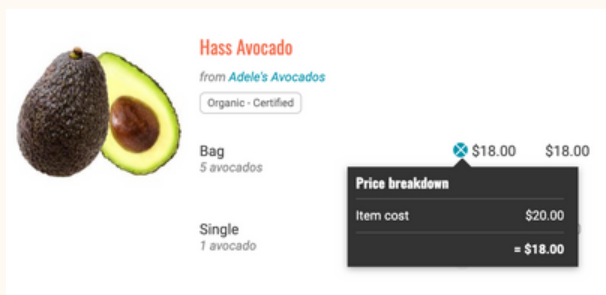 Hass Avocado
from Adele's Avocados
Organic - Certified
Bag $18.00 $18.00
5 avocados
Price breakdown
Item cost $20.00
= $18.00
Single
1 avocado